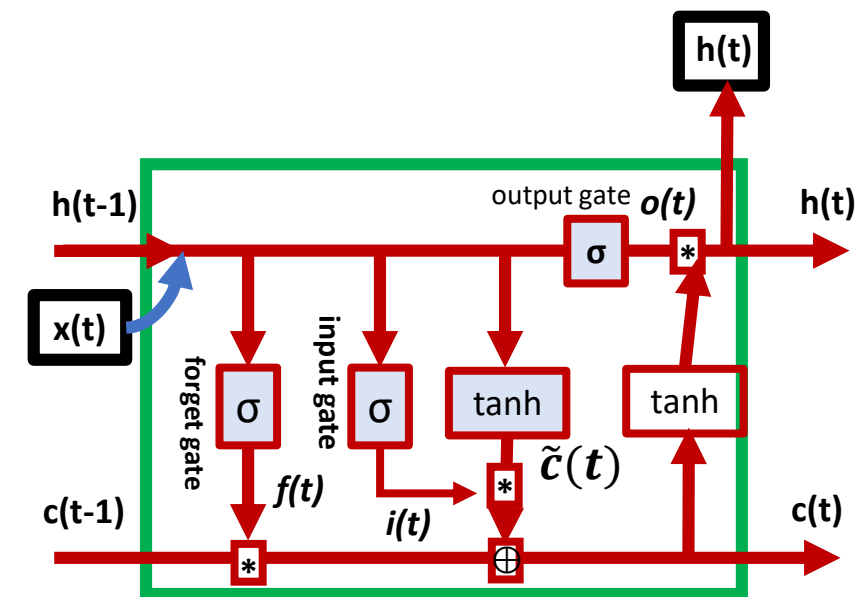 h(t)
output gate
o(t)
h(t-1)
h(t)
σ
*
x(t)
forget gate
input gate
σ
σ
tanh
tanh
c̃(t)
*
f(t)
i(t)
c(t-1)
c(t)
*
⊕